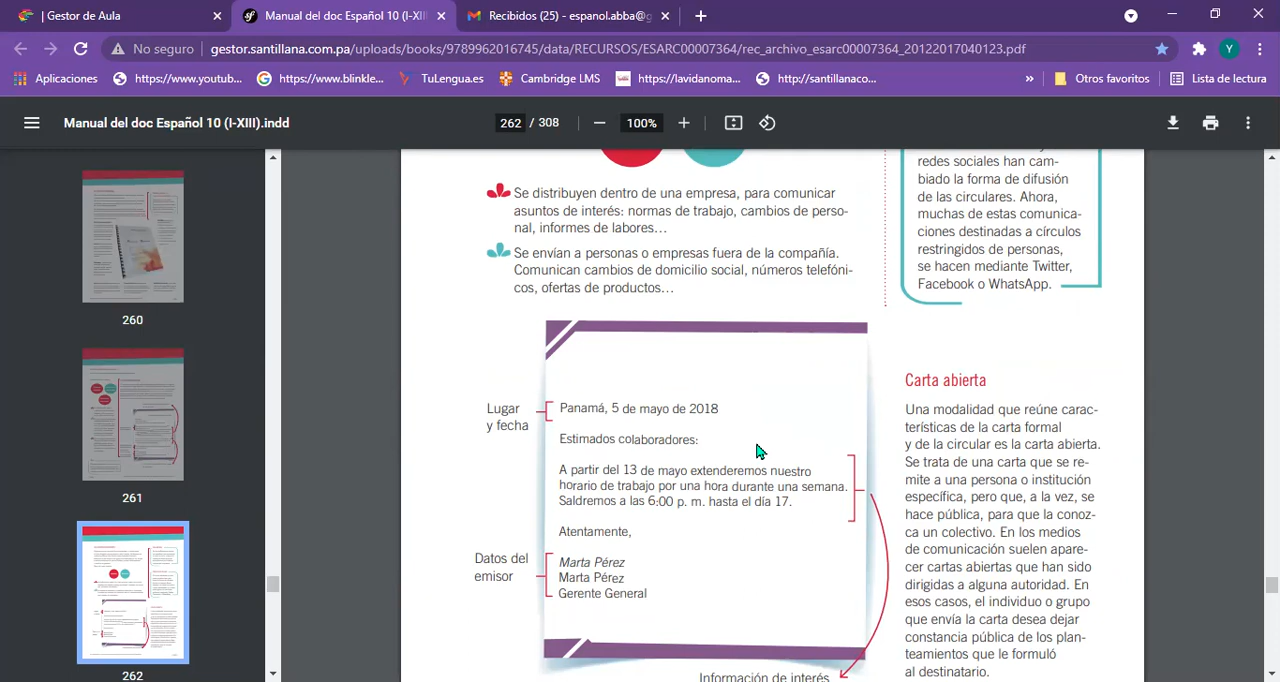 | Gestor de Aula
Manual del doc Español 10 (I-XII
Recibidos (25) - espanol.abba@g
No seguro
gestor.santillana.com.pa/uploads/books/9789962016745/data/RECURSOS/ESARC00007364/rec_archivo_esarc00007364_20122017040123.pdf
Y
Aplicaciones
https://www.youtub...
https://www.blinkle...
TuLengua.es
Cambridge LMS
https://lavidanoma...
http://santillanaco...
»
Otros favoritos
Lista de lectura
Manual del doc Español 10 (I-XIII).indd
262 / 308
100%
260
261
262
Se distribuyen dentro de una empresa, para comunicar
asuntos de interés: normas de trabajo, cambios de perso-
nal, informes de labores...
Se envían a personas o empresas fuera de la compañía.
Comunican cambios de domicilio social, números telefóni-
cos, ofertas de productos...
redes sociales han cam-
biado la forma de difusión
de las circulares. Ahora,
muchas de estas comunica-
ciones destinadas a círculos
restringidos de personas,
se hacen mediante Twitter,
Facebook o WhatsApp.
Lugar
y fecha
Panamá, 5 de mayo de 2018
Estimados colaboradores:
A partir del 13 de mayo extenderemos nuestro
horario de trabajo por una hora durante una semana.
Saldremos a las 6:00 p. m. hasta el día 17.
Atentamente,
Datos del
emisor
Marta Pérez
Marta Pérez
Gerente General
Información de interés
Carta abierta
Una modalidad que reúne carac-
terísticas de la carta formal
y de la circular es la carta abierta.
Se trata de una carta que se re-
mite a una persona o institución
específica, pero que, a la vez, se
hace pública, para que la conoz-
ca un colectivo. En los medios
de comunicación suelen apare-
cer cartas abiertas que han sido
dirigidas a alguna autoridad. En
esos casos, el individuo o grupo
que envía la carta desea dejar
constancia pública de los plan-
teamientos que le formuló
al destinatario.